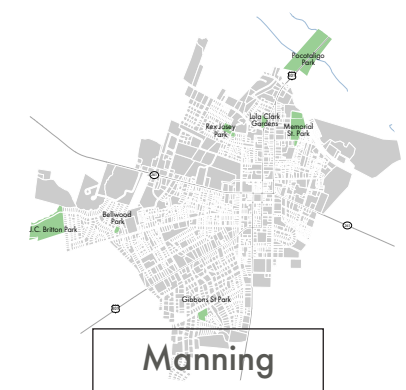 Pocotaligo
Park
Lula Clark
Gardens
Rex Josey
Park
Memorial
St. Park
Bellwood
Park
J.C. Britton Park
Gibbons St Park
Manning